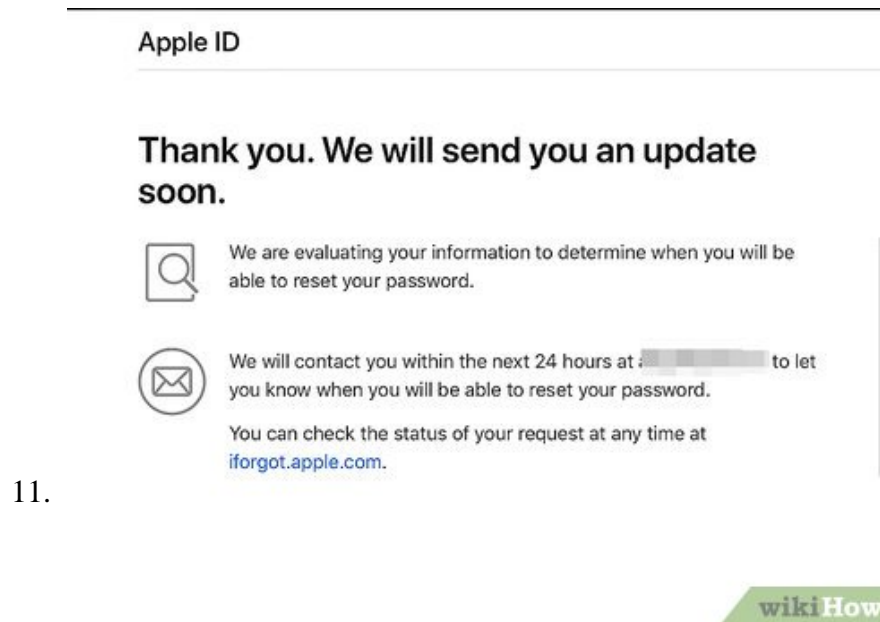 Apple ID
Thank you. We will send you an update
soon.
We are evaluating your information to determine when you will be
able to reset your password.
We will contact you within the next 24 hours at to let
you know when you will be able to reset your password.
You can check the status of your request at any time at
iforgot.apple.com.
11.
wikiHow